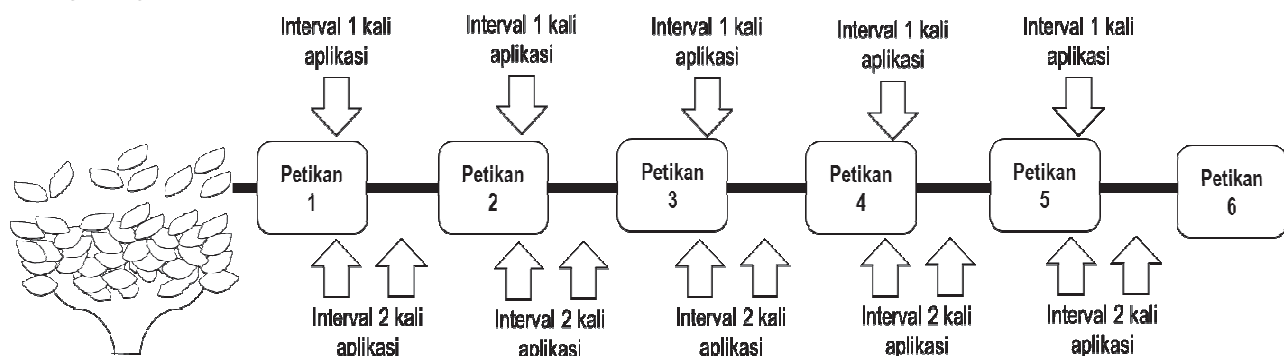 Interval 1 kali
aplikasi
Interval 1 kali
aplikasi
Interval 1 kali
aplikasi
Interval 1 kali
aplikasi
Interval 1 kali
aplikasi
Petikan
1
Petikan
2
Petikan
3
Petikan
4
Petikan
5
Petikan
6
Interval 2 kali
aplikasi
Interval 2 kali
aplikasi
Interval 2 kali
aplikasi
Interval 2 kali
aplikasi
Interval 2 kali
aplikasi